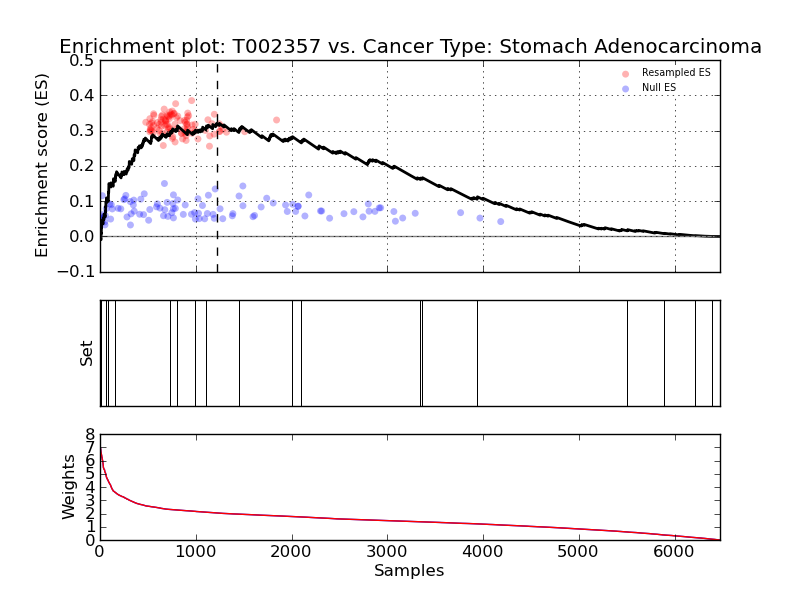 Enrichment plot: T002357 vs. Cancer Type: Stomach Adenocarcinoma
Enrichment score (ES)
0.5
0.4
0.3
0.2
0.1
0.0
−0.1
Resampled ES
Null ES
Set
Weights
8
7
6
5
4
3
2
1
0
0 1000 2000 3000 4000 5000 6000
Samples